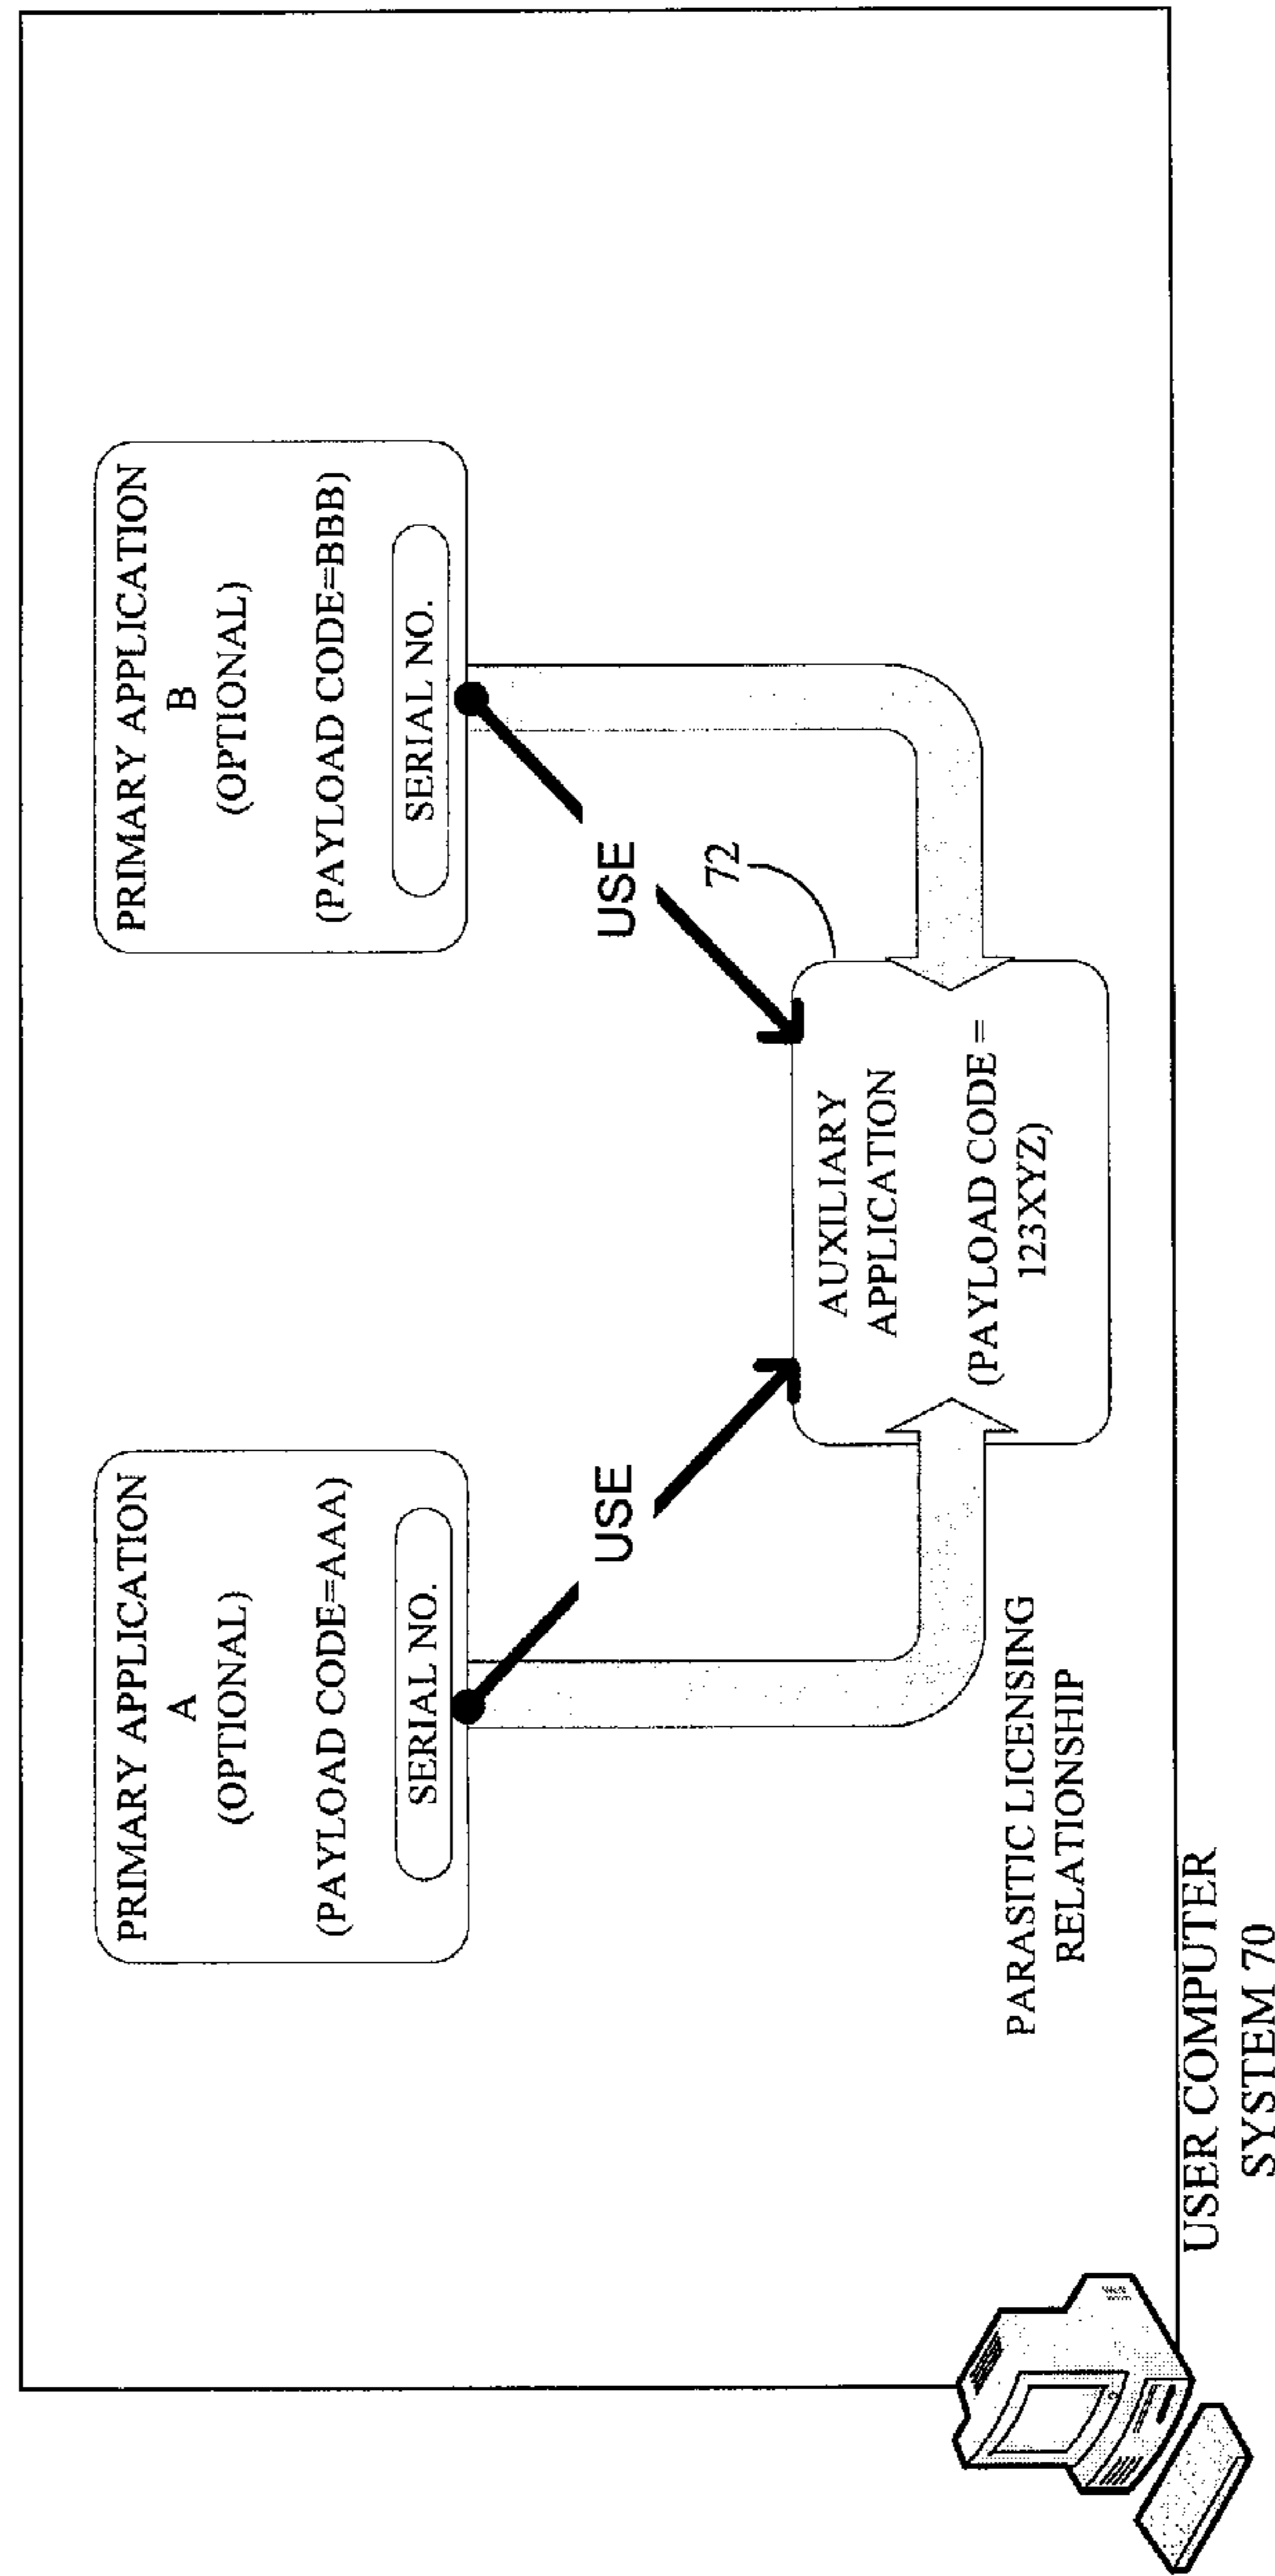 PRIMARY APPLICATION
A
(OPTIONAL)
(PAYLOAD CODE=AAA)
SERIAL NO.
PRIMARY APPLICATION
B
(OPTIONAL)
(PAYLOAD CODE=BBB)
SERIAL NO.
USE
USE
72
AUXILIARY
APPLICATION
(PAYLOAD CODE =
123XYZ)
PARASITIC LICENSING
RELATIONSHIP
USER COMPUTER
SYSTEM 70